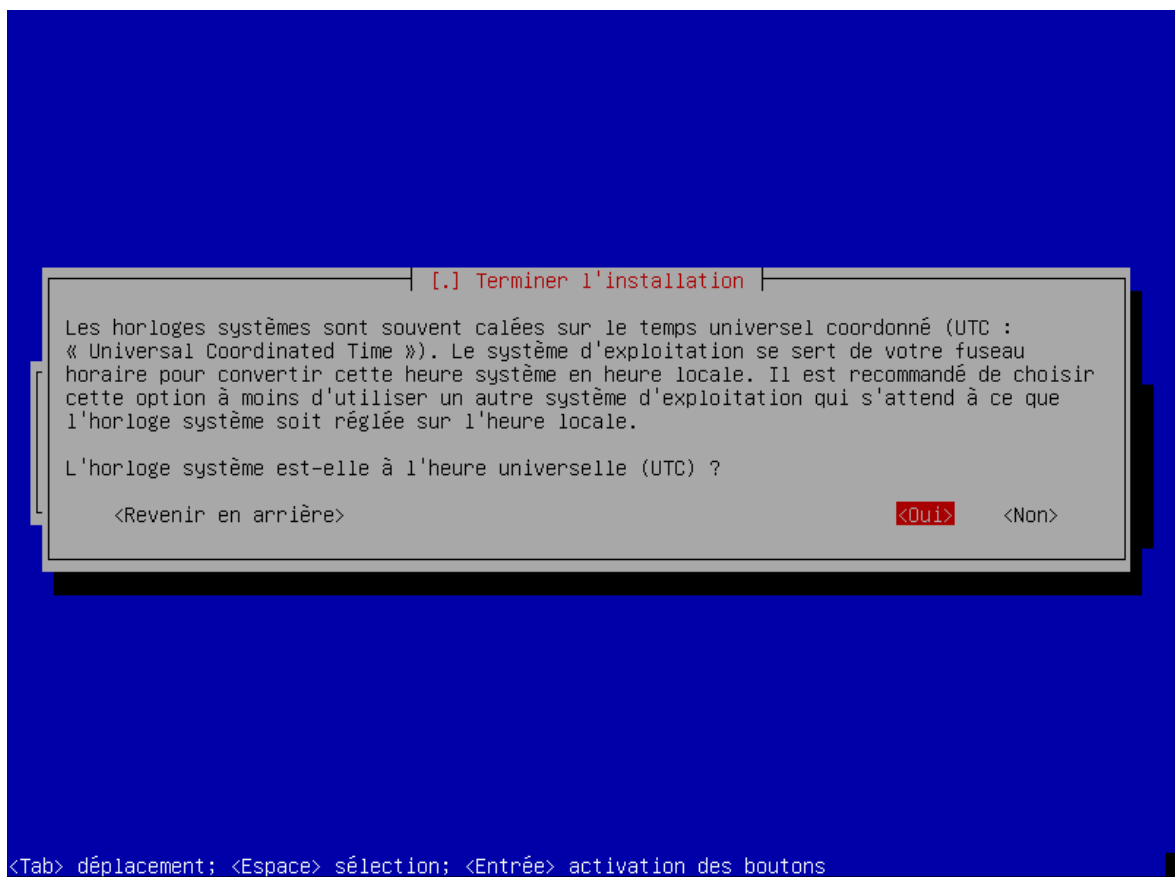 [.] Terminer l'installation
Les horloges systèmes sont souvent calées sur le temps universel coordonné (UTC :
« Universal Coordinated Time »). Le système d'exploitation se sert de votre fuseau
horaire pour convertir cette heure système en heure locale. Il est recommandé de choisir
cette option à moins d'utiliser un autre système d'exploitation qui s'attend à ce que
l'horloge système soit réglée sur l'heure locale.
L'horloge système est-elle à l'heure universelle (UTC) ?
<Revenir en arrière> <Oui> <Non>
<Tab> déplacement; <Espace> sélection; <Entrée> activation des boutons